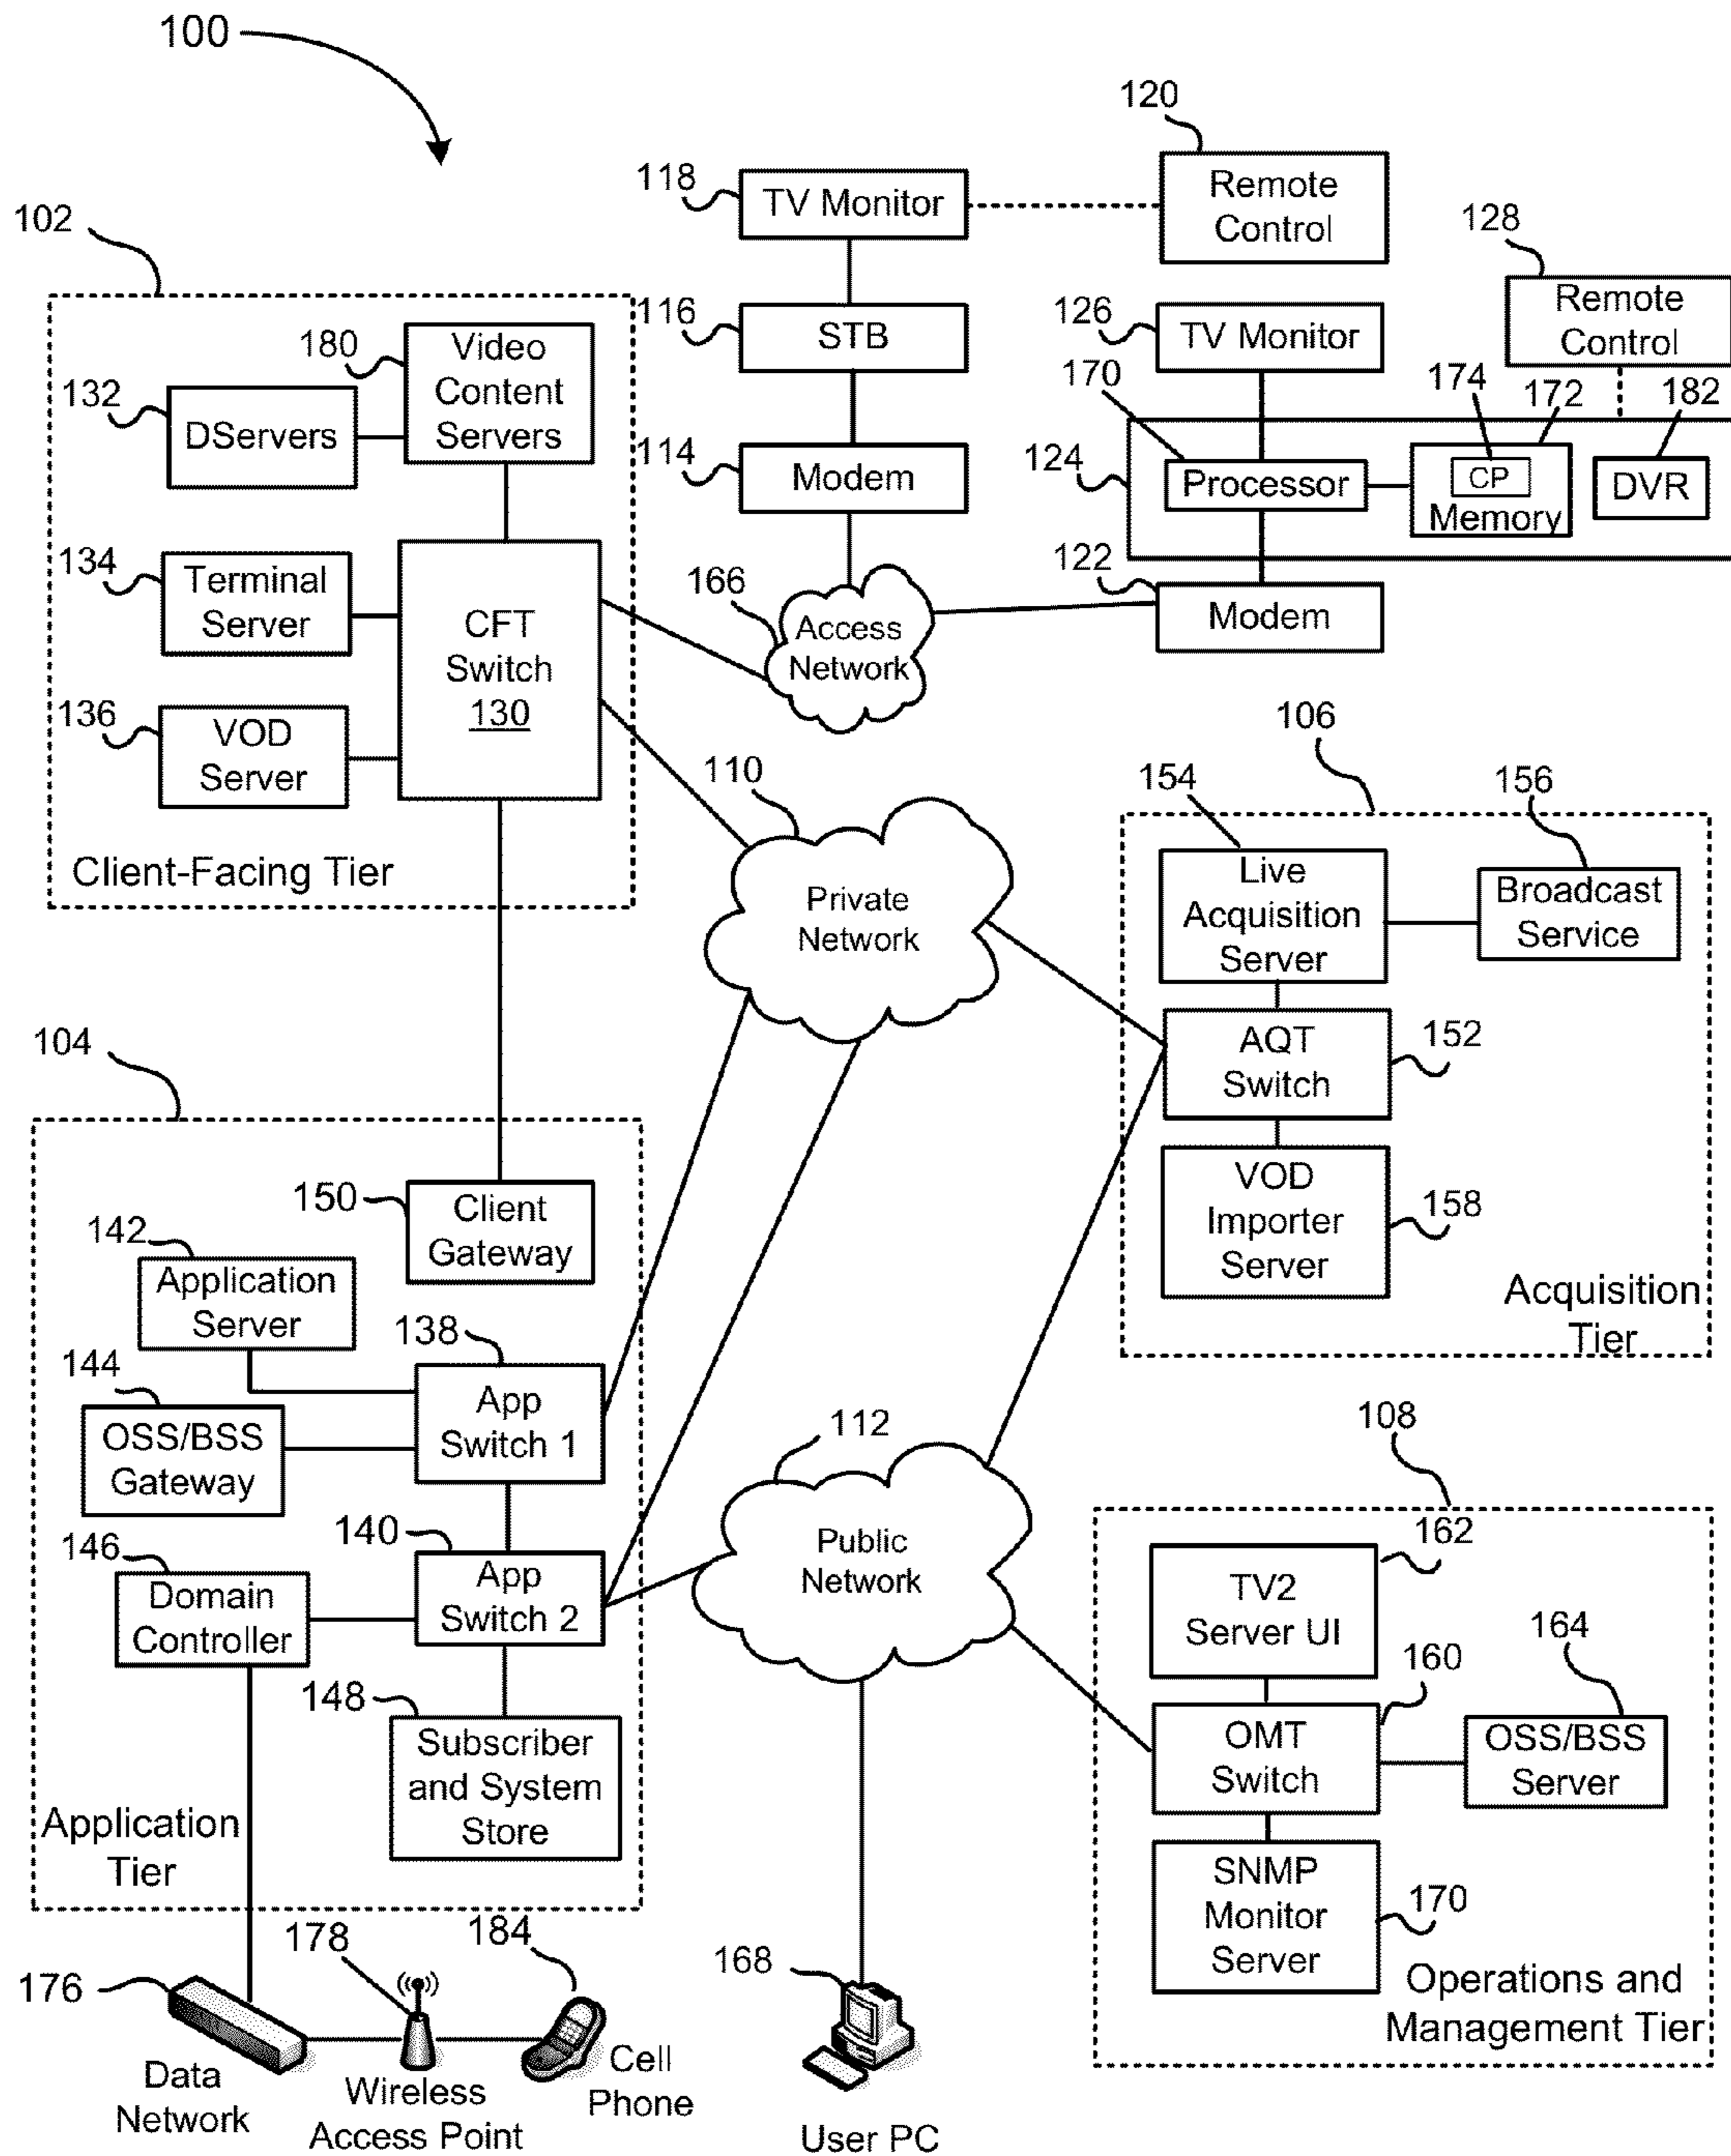 100
120
118
TV Monitor
Remote
Control
102
128
Remote
Control
116
STB
126
TV Monitor
180
Video
Content
Servers
132
DServers
170
174
172
182
114
Modem
124
Processor
CP
Memory
DVR
134
Terminal
Server
CFT
Switch
130
166
Access
Network
122
Modem
136
VOD
Server
Client-Facing Tier
110
Private
Network
106
154
156
Live
Acquisition
Server
Broadcast
Service
104
AQT
Switch
152
150
Client
Gateway
VOD
Importer
Server
158
Acquisition
Tier
142
Application
Server
138
144
App
Switch 1
OSS/BSS
Gateway
112
Public
Network
108
146
140
App
Switch 2
Domain
Controller
162
TV2
Server UI
164
160
148
Subscriber
and System
Store
OMT
Switch
OSS/BSS
Server
Application
Tier
SNMP
Monitor
Server
170
Operations and
Management Tier
176
178
184
168
Data
Network
Wireless
Access Point
Cell
Phone
User PC